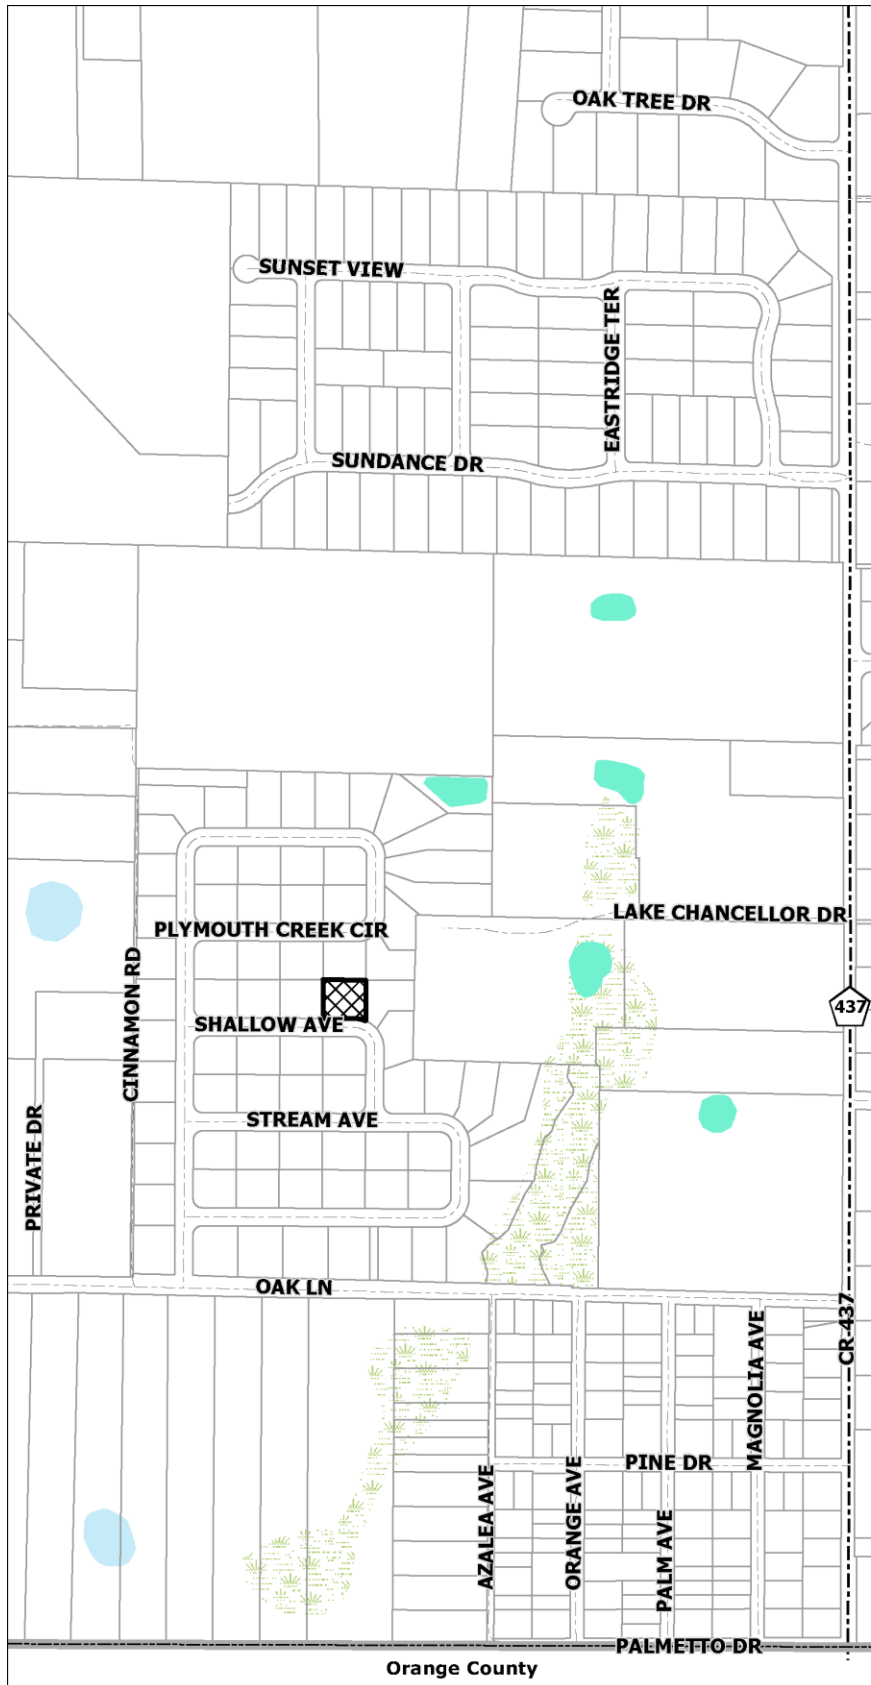 OAK TREE DR
SUNSET VIEW
EASTRIDGE TER
SUNDANCE DR
LAKE CHANCELLOR DR
PLYMOUTH CREEK CIR
CINNAMON RD
437
SHALLOW AVE
STREAM AVE
PRIVATE DR
OAK LN
CR 437
MAGNOLIA AVE
PINE DR
AZALEA AVE
ORANGE AVE
PALM AVE
PALMETTO DR
Orange County